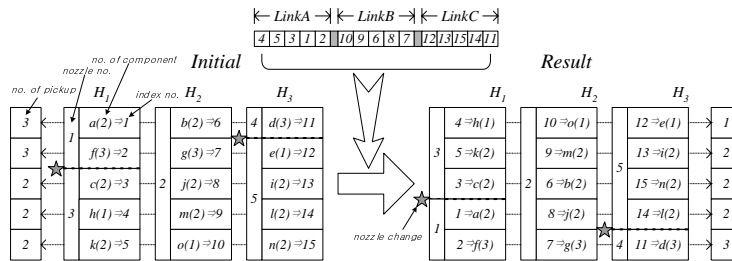 LinkA LinkB LinkC
4 5 3 1 2 10 9 6 8 7 12 13 15 14 11
no. of component
nozzle no.
no. of pickup
index no.
Initial
Result
H1 H2 H3
H1 H2 H3
3 1 a(2)⇒1 b(2)⇒6 4 d(3)⇒11
3 f(3)⇒2 g(3)⇒7 e(1)⇒12
2 c(2)⇒3 2 j(2)⇒8 i(2)⇒13
2 3 h(1)⇒4 m(2)⇒9 5 l(2)⇒14
2 k(2)⇒5 o(1)⇒10 n(2)⇒15
4⇒h(1) 10⇒o(1) 12⇒e(1) 1
3 5⇒k(2) 9⇒m(2) 5 13⇒i(2) 2
3⇒c(2) 2 6⇒b(2) 15⇒n(2) 2
1 1⇒a(2) 8⇒j(2) 14⇒l(2) 2
2⇒f(3) 7⇒g(3) 4 11⇒d(3) 3
nozzle change